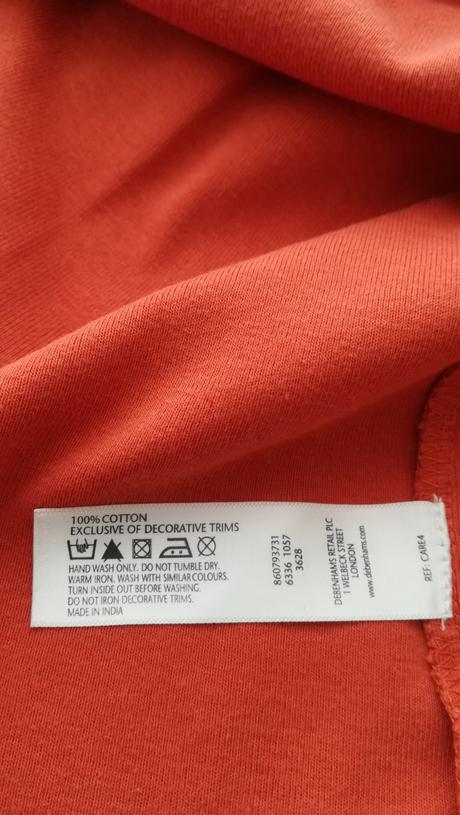 100% COTTON
EXCLUSIVE OF DECORATIVE TRIMS
HAND WASH ONLY. DO NOT TUMBLE DRY.
WARM IRON. WASH WITH SIMILAR COLOURS.
TURN INSIDE OUT BEFORE WASHING.
DO NOT IRON DECORATIVE TRIMS.
MADE IN INDIA
860793731
6336 1057
3628
DEBENHAMS RETAIL PLC
1 WELBECK STREET
LONDON
www.debenhams.com
REF: CARE4